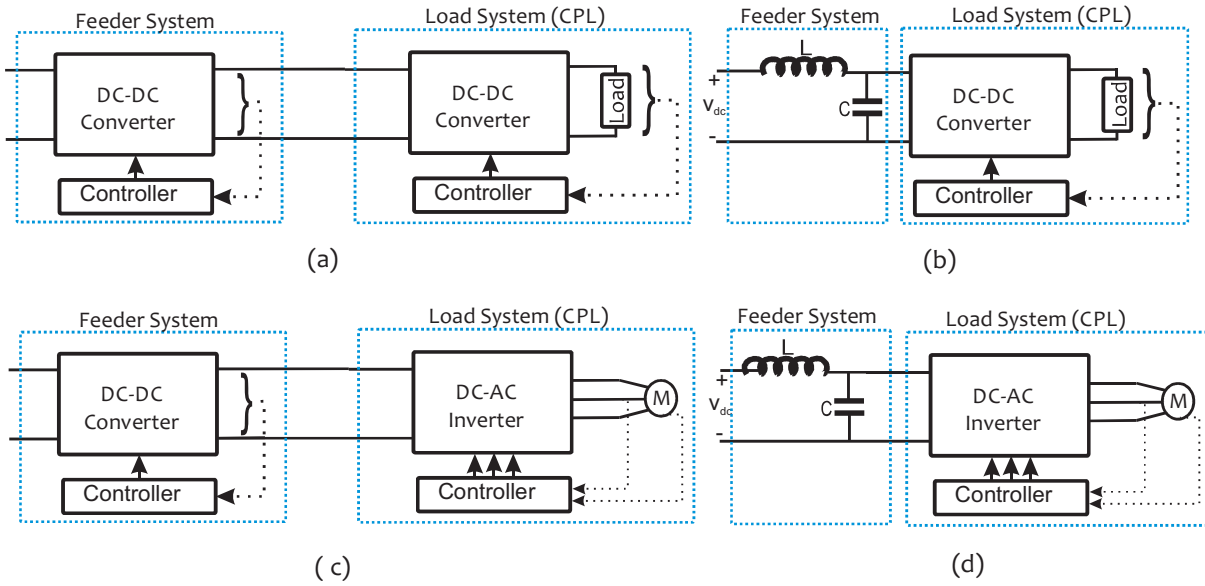 Feeder System
Load System (CPL)
DC-DC
Converter
Controller
DC-DC
Converter
Load
Controller
(a)
Feeder System
Load System (CPL)
L
+
v_dc
-
C
DC-DC
Converter
Load
Controller
(b)
Feeder System
Load System (CPL)
DC-DC
Converter
Controller
DC-AC
Inverter
M
Controller
( c)
Feeder System
Load System (CPL)
L
+
v_dc
-
C
DC-AC
Inverter
M
Controller
(d)